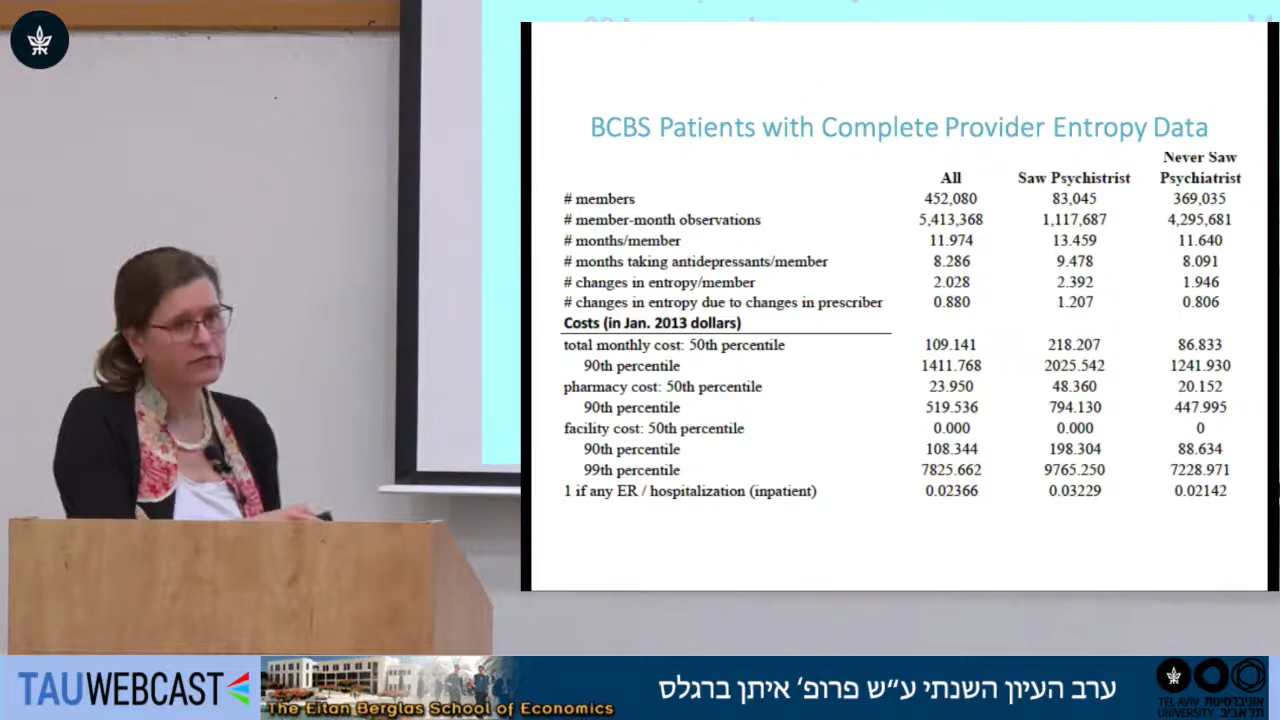 BCBS Patients with Complete Provider Entropy Data
All Saw Psychistrist Never Saw Psychiatrist
# members 452,080 83,045 369,035
# member-month observations 5,413,368 1,117,687 4,295,681
# months/member 11.974 13.459 11.640
# months taking antidepressants/member 8.286 9.478 8.091
# changes in entropy/member 2.028 2.392 1.946
# changes in entropy due to changes in prescriber 0.880 1.207 0.806
Costs (in Jan. 2013 dollars)
total monthly cost: 50th percentile 109.141 218.207 86.833
90th percentile 1411.768 2025.542 1241.930
pharmacy cost: 50th percentile 23.950 48.360 20.152
90th percentile 519.536 794.130 447.995
facility cost: 50th percentile 0.000 0.000 0
90th percentile 108.344 198.304 88.634
99th percentile 7825.662 9765.250 7228.971
1 if any ER / hospitalization (inpatient) 0.02366 0.03229 0.02142
TAUWEBCAST
The Eitan Berglas School of Economics
ערב העיון השנתי ע״ש פרופ׳ איתן ברגלס
TEL AVIV UNIVERSITY
אוניברסיטת תל אביב